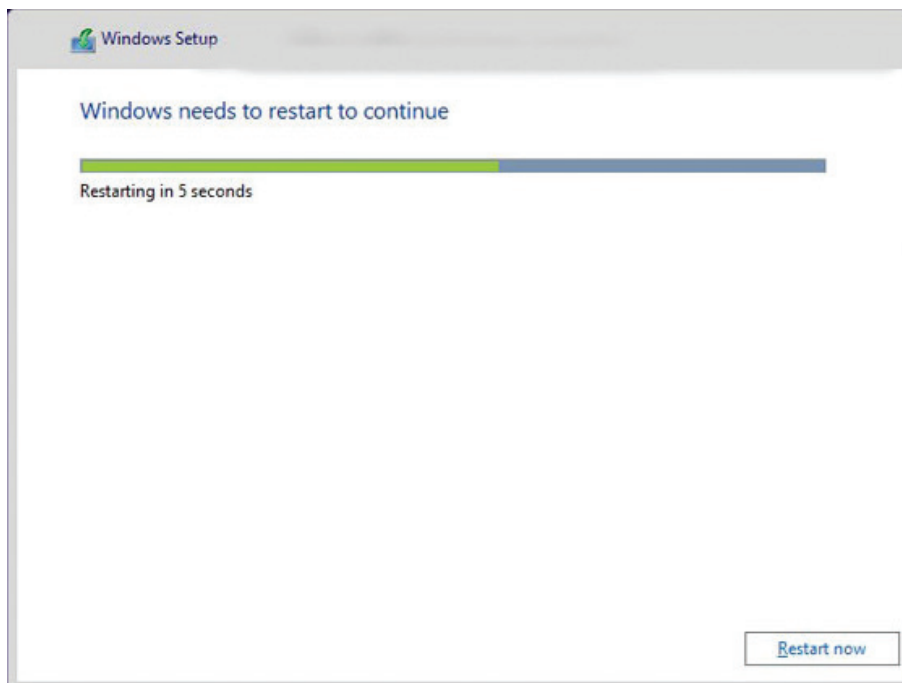 Windows Setup
Windows needs to restart to continue
Restarting in 5 seconds
Restart now